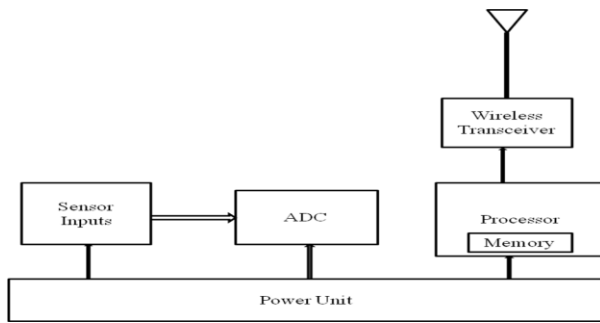 Wireless
Transceiver
Sensor
Inputs
ADC
Processor
Memory
Power Unit